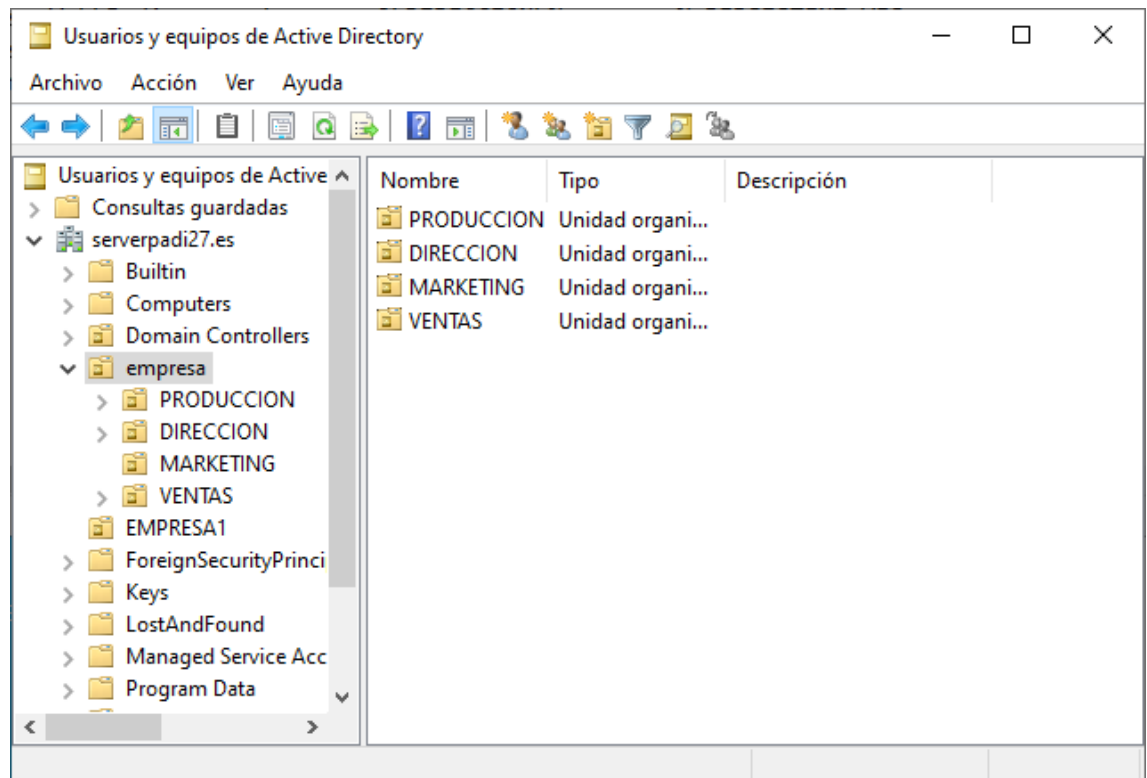 Usuarios y equipos de Active Directory
Archivo Acción Ver Ayuda
Usuarios y equipos de Active
Consultas guardadas
serverpadi27.es
Builtin
Computers
Domain Controllers
empresa
PRODUCCION
DIRECCION
MARKETING
VENTAS
EMPRESA1
ForeignSecurityPrinci
Keys
LostAndFound
Managed Service Acc
Program Data
Nombre Tipo Descripción
PRODUCCION Unidad organi...
DIRECCION Unidad organi...
MARKETING Unidad organi...
VENTAS Unidad organi...